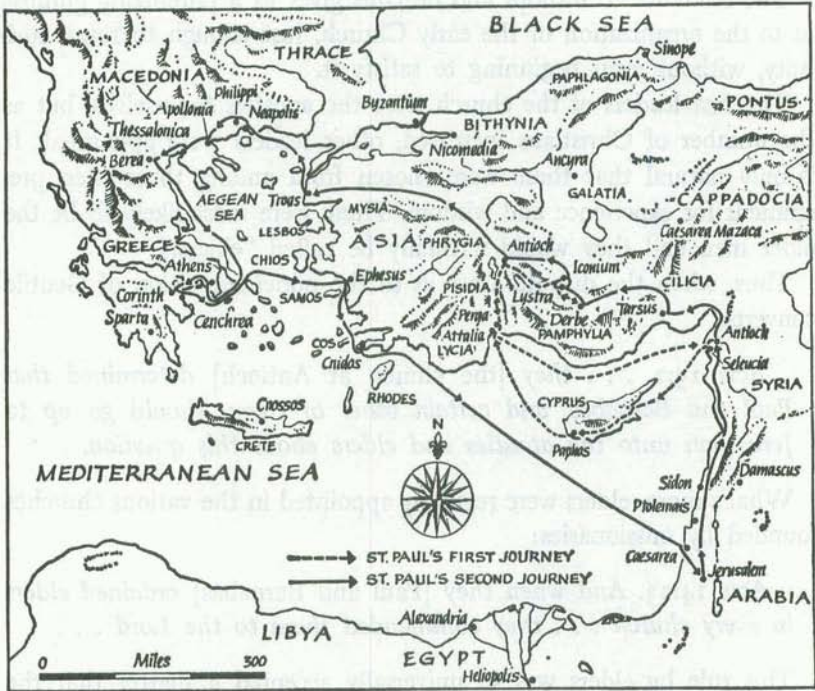 BLACK SEA
THRACE
Sinope
MACEDONIA
PAPHLAGONIA
Philippi
Apollonia
Neapolis
Byzantium
PONTUS
BITHYNIA
Thessalonica
Nicomedia
Berea
Ancyra
GALATIA
CAPPADOCIA
Troas
MYSIA
AEGEAN
SEA
Caesarea Mazaca
LESBOS
ASIA
PHRYGIA
Antioch
GREECE
CHIOS
Iconium
Athens
Ephesus
CILICIA
Corinth
SAMOS
PISIDIA
Lustra
Tarsus
Sparta
Perga
Derbe
Antioch
Cenchrea
Attalia
PAMPHYLIA
LYCIA
COS
Seleucia
Cnidos
SYRIA
RHODES
CYPRUS
Cnossos
N
Paphos
CRETE
Damascus
MEDITERRANEAN SEA
Sidon
Ptolemais
Caesarea
ST. PAUL'S FIRST JOURNEY
Jerusalem
ST. PAUL'S SECOND JOURNEY
ARABIA
Alexandria
LIBYA
Miles 300
EGYPT
Heliopolis